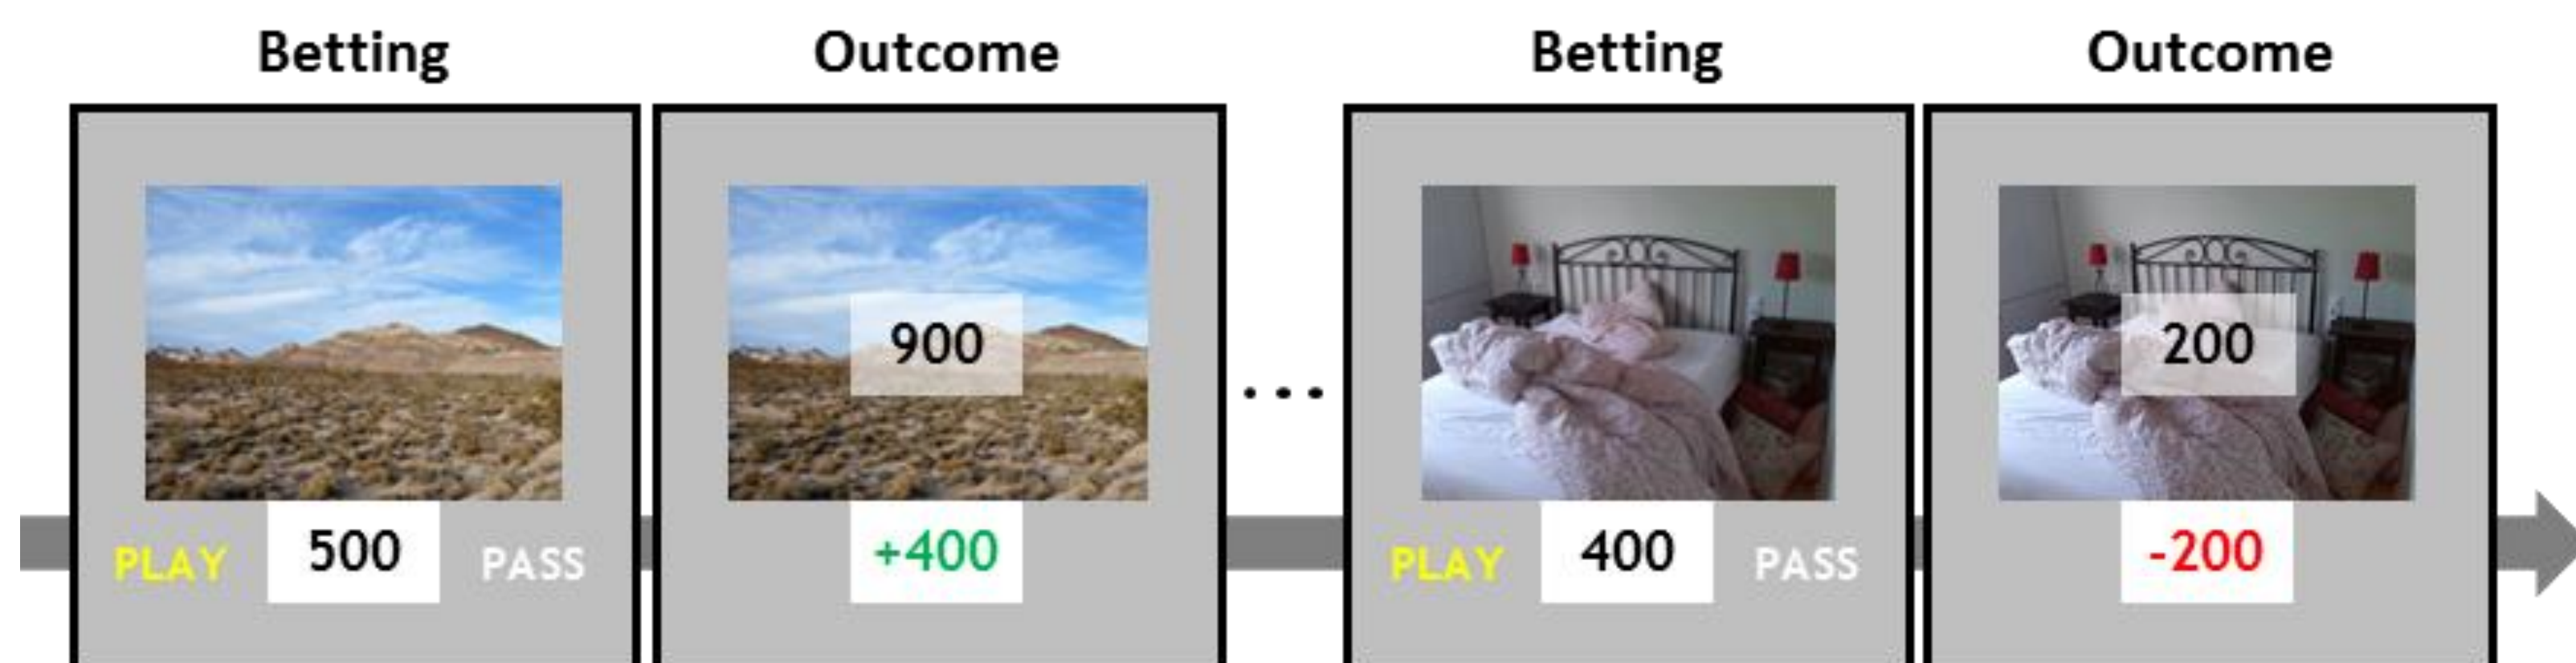 Betting Outcome Betting Outcome
900 200
...
PLAY 500 PASS +400 PLAY 400 PASS -200